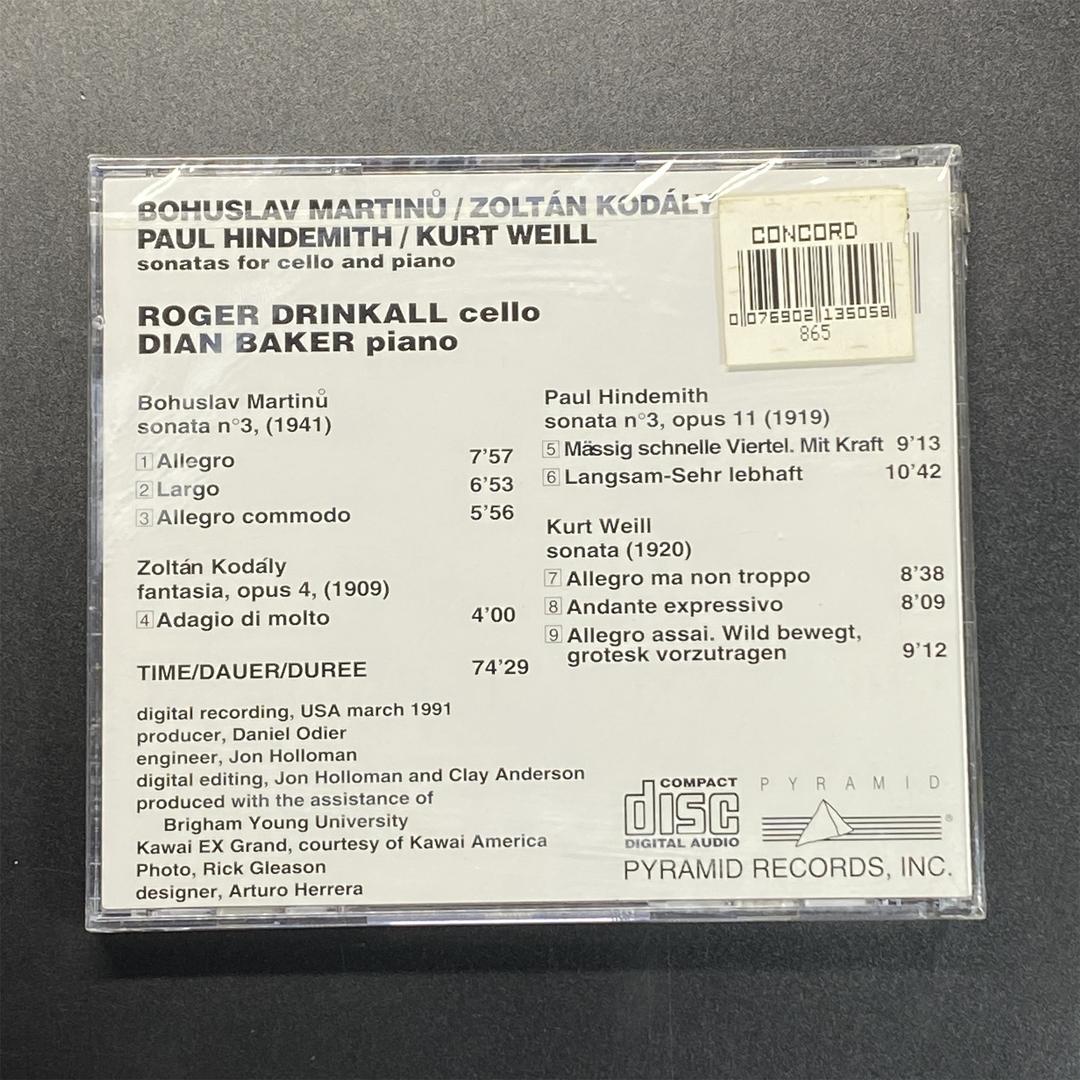 BOHUSLAV MARTINŮ / ZOLTÁN KODÁLY
PAUL HINDEMITH / KURT WEILL
sonatas for cello and piano
ROGER DRINKALL cello
DIAN BAKER piano
CONCORD
0 076902 135058
865
Bohuslav Martinů
sonata n°3, (1941)
1 Allegro 7'57
2 Largo 6'53
3 Allegro commodo 5'56
Zoltán Kodály
fantasia, opus 4, (1909)
4 Adagio di molto 4'00
TIME/DAUER/DUREE 74'29
Paul Hindemith
sonata n°3, opus 11 (1919)
5 Mässig schnelle Viertel. Mit Kraft 9'13
6 Langsam-Sehr lebhaft 10'42
Kurt Weill
sonata (1920)
7 Allegro ma non troppo 8'38
8 Andante expressivo 8'09
9 Allegro assai. Wild bewegt,
grotesk vorzutragen 9'12
digital recording, USA march 1991
producer, Daniel Odier
engineer, Jon Holloman
digital editing, Jon Holloman and Clay Anderson
produced with the assistance of
Brigham Young University
Kawai EX Grand, courtesy of Kawai America
Photo, Rick Gleason
designer, Arturo Herrera
COMPACT
disc
DIGITAL AUDIO
PYRAMID
®
PYRAMID RECORDS, INC.